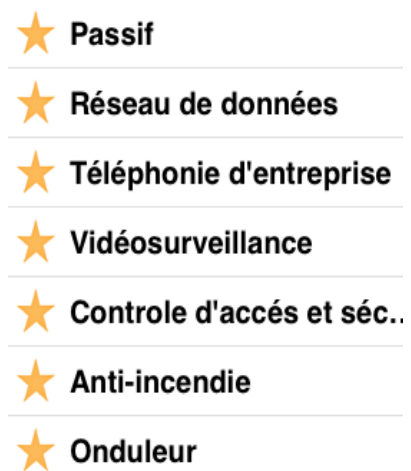 Passif
Réseau de données
Téléphonie d'entreprise
Vidéosurveillance
Controle d'accés et séc..
Anti-incendie
Onduleur